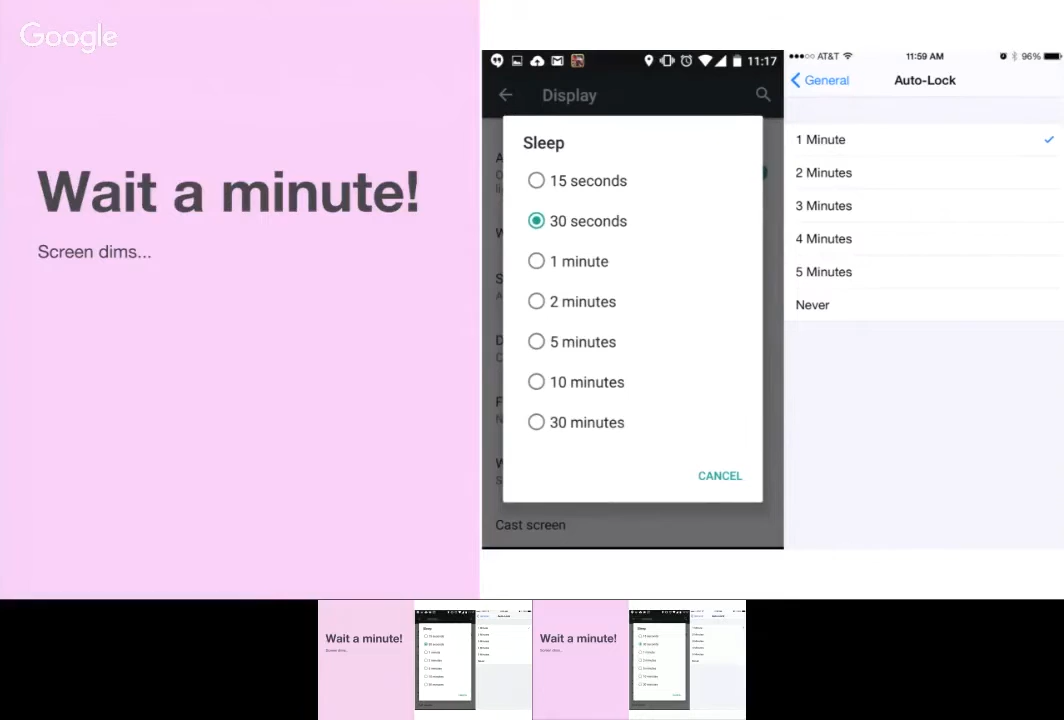 Google
Wait a minute!
Screen dims...
11:17
Display
Sleep
15 seconds
30 seconds
1 minute
2 minutes
5 minutes
10 minutes
30 minutes
CANCEL
Cast screen
AT&T 11:59 AM 96%
General Auto-Lock
1 Minute
2 Minutes
3 Minutes
4 Minutes
5 Minutes
Never
Wait a minute!
Wait a minute!